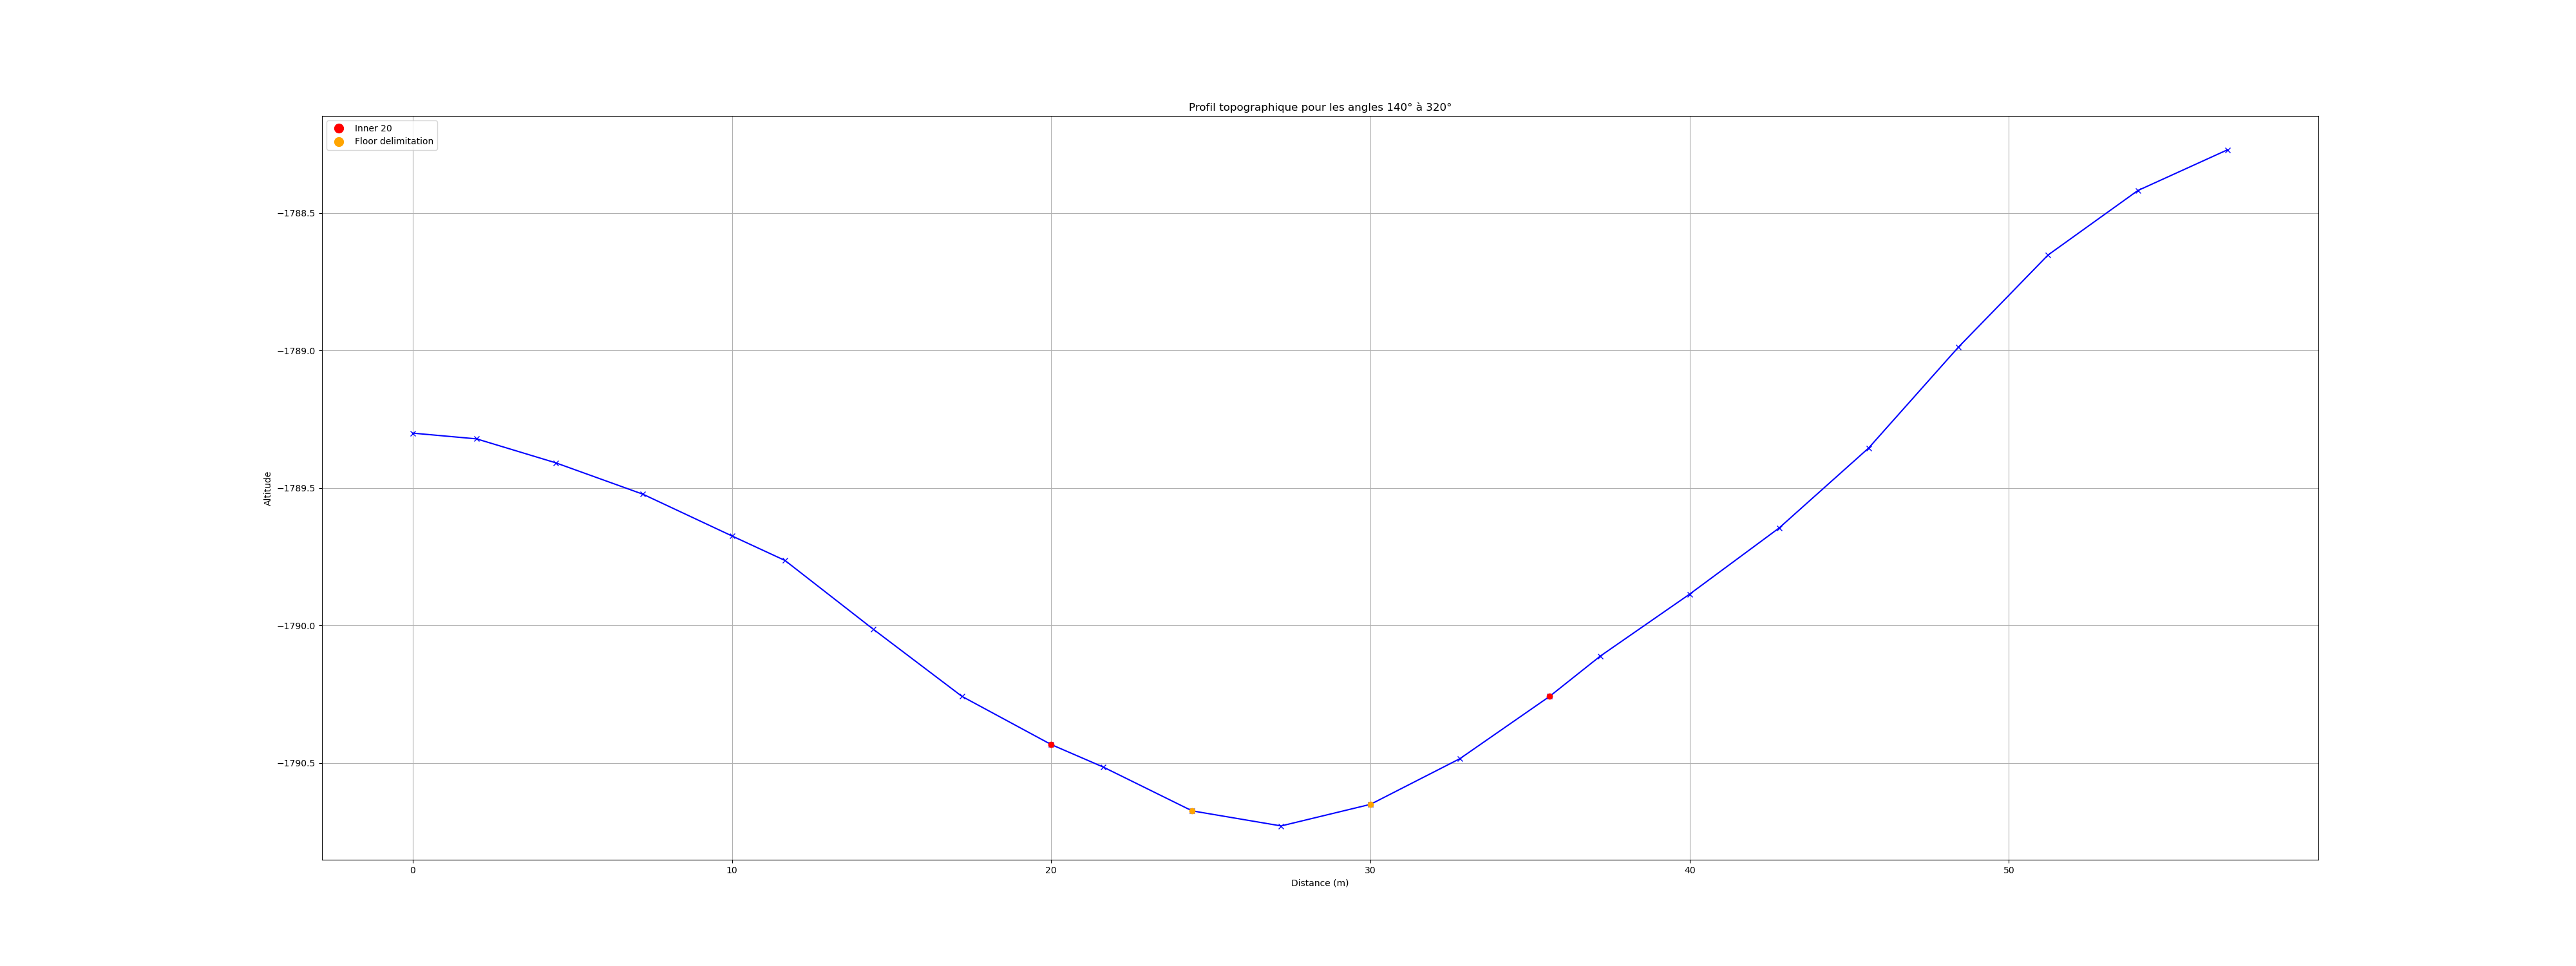 Profil topographique pour les angles 140° à 320°
Inner 20
Floor delimitation
−1788.5
−1789.0
−1789.5
−1790.0
−1790.5
Altitude
0 10 20 30 40 50
Distance (m)